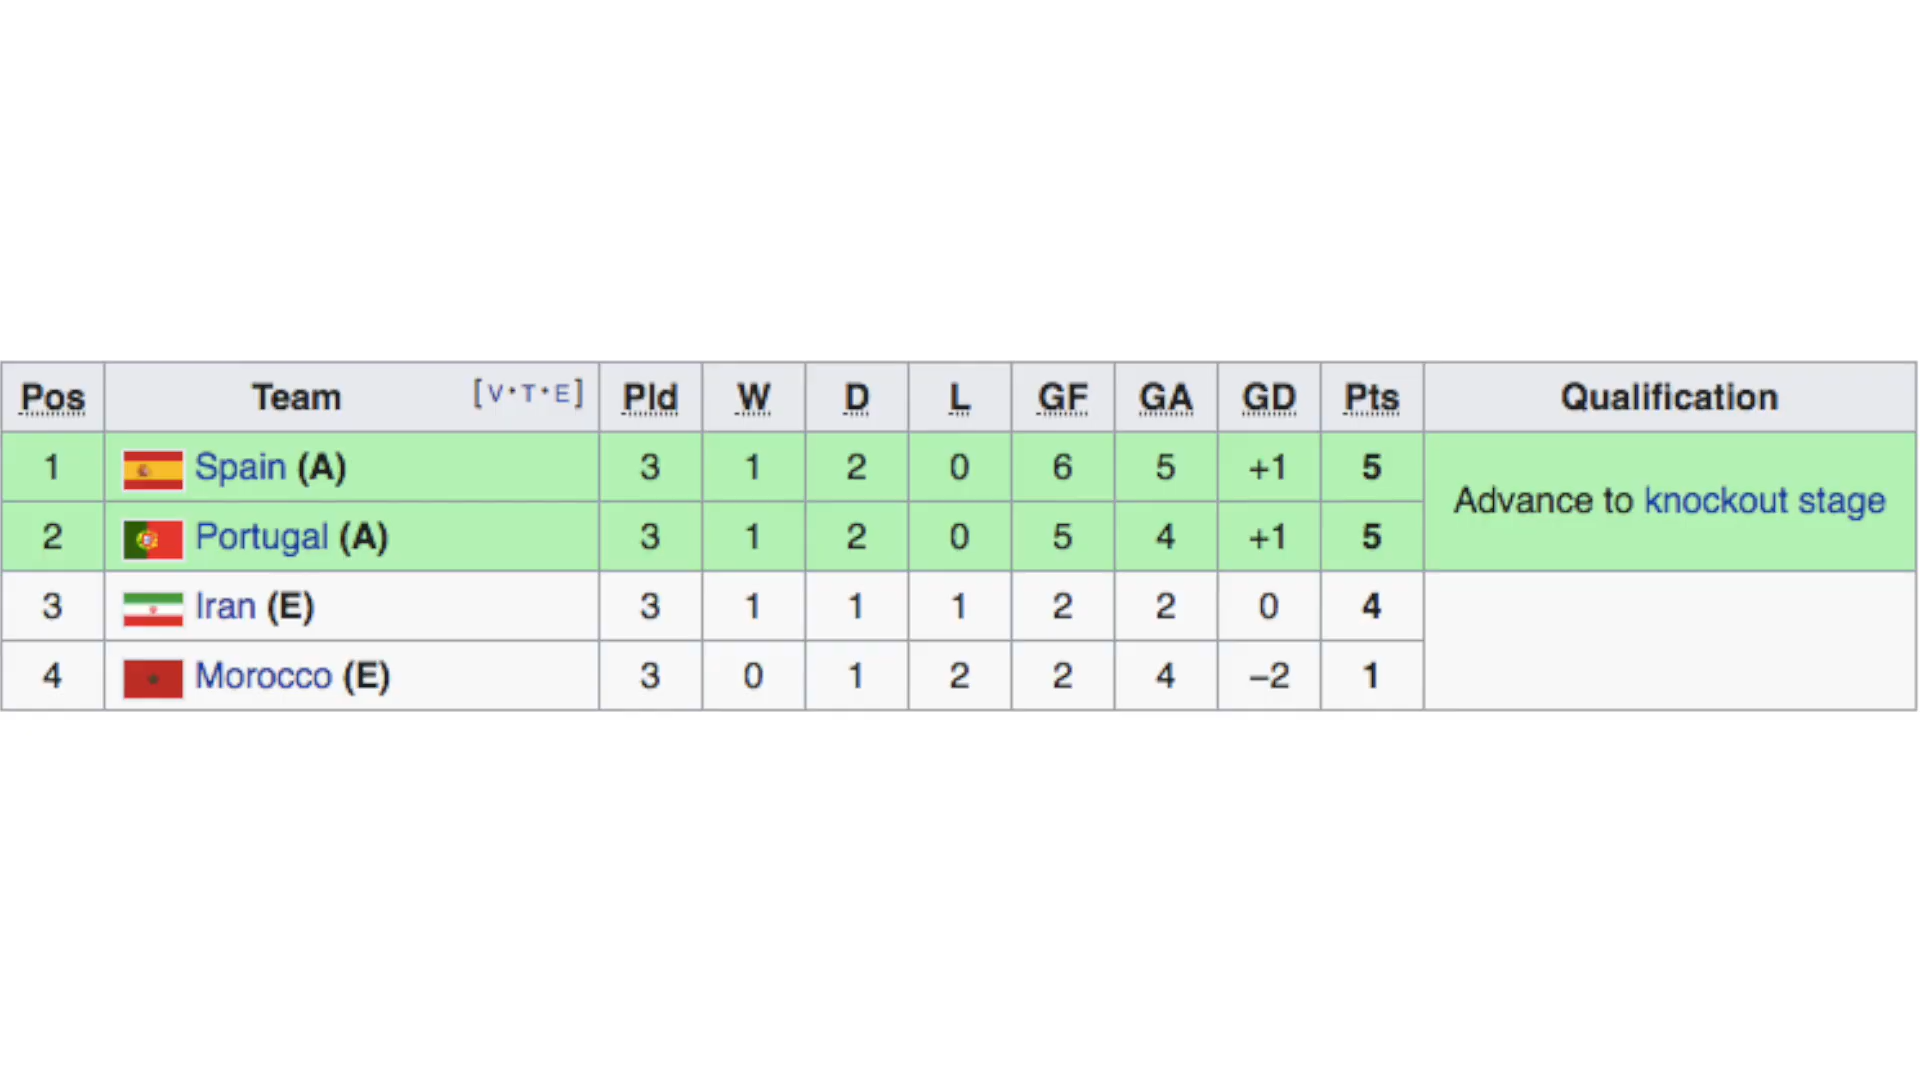 Pos Team [V·T·E] Pld W D L GF GA GD Pts Qualification
1 Spain (A) 3 1 2 0 6 5 +1 5 Advance to knockout stage
2 Portugal (A) 3 1 2 0 5 4 +1 5
3 Iran (E) 3 1 1 1 2 2 0 4
4 Morocco (E) 3 0 1 2 2 4 −2 1